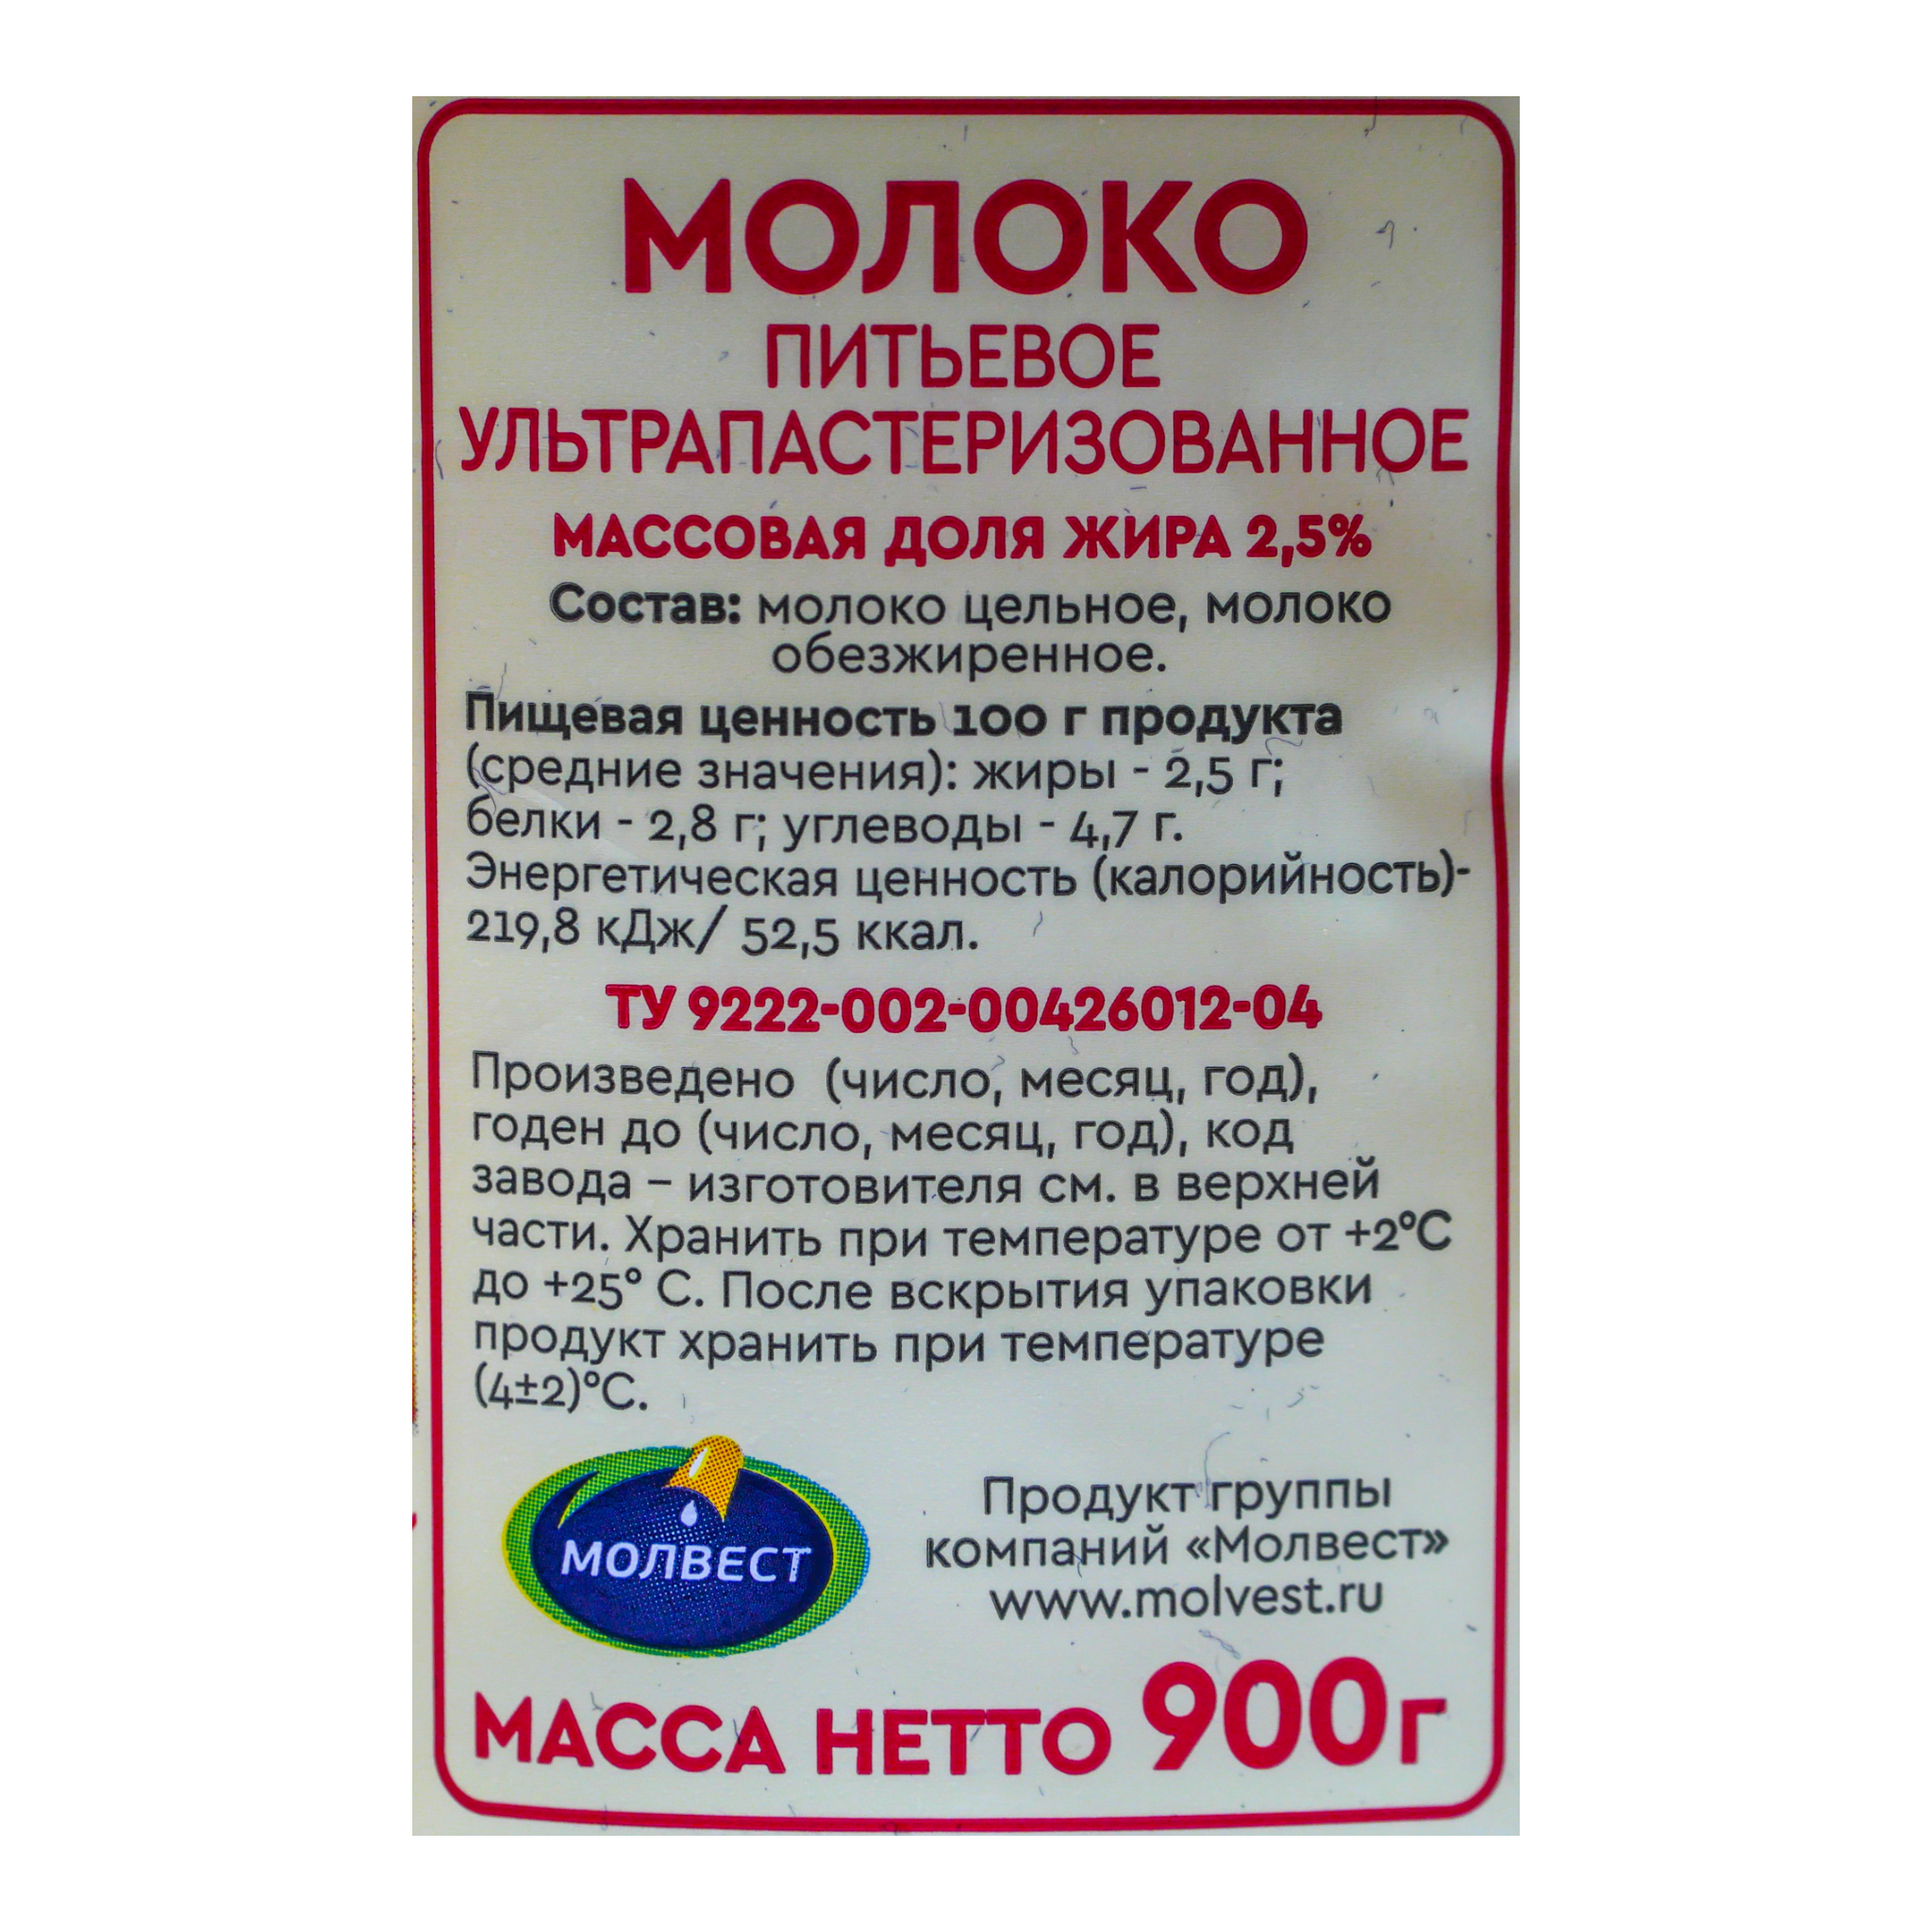 МОЛОКО
ПИТЬЕВОЕ
УЛЬТРАПАСТЕРИЗОВАННОЕ
МАССОВАЯ ДОЛЯ ЖИРА 2,5%
Состав: молоко цельное, молоко
обезжиренное.
Пищевая ценность 100 г продукта
(средние значения): жиры - 2,5 г;
белки - 2,8 г; углеводы - 4,7 г.
Энергетическая ценность (калорийность)-
219,8 кДж/ 52,5 ккал.
ТУ 9222-002-00426012-04
Произведено (число, месяц, год),
годен до (число, месяц, год), код
завода – изготовителя см. в верхней
части. Хранить при температуре от +2°С
до +25° С. После вскрытия упаковки
продукт хранить при температуре
(4±2)°С.
МОЛВЕСТ
Продукт группы
компаний «Молвест»
www.molvest.ru
МАССА НЕТТО 900г